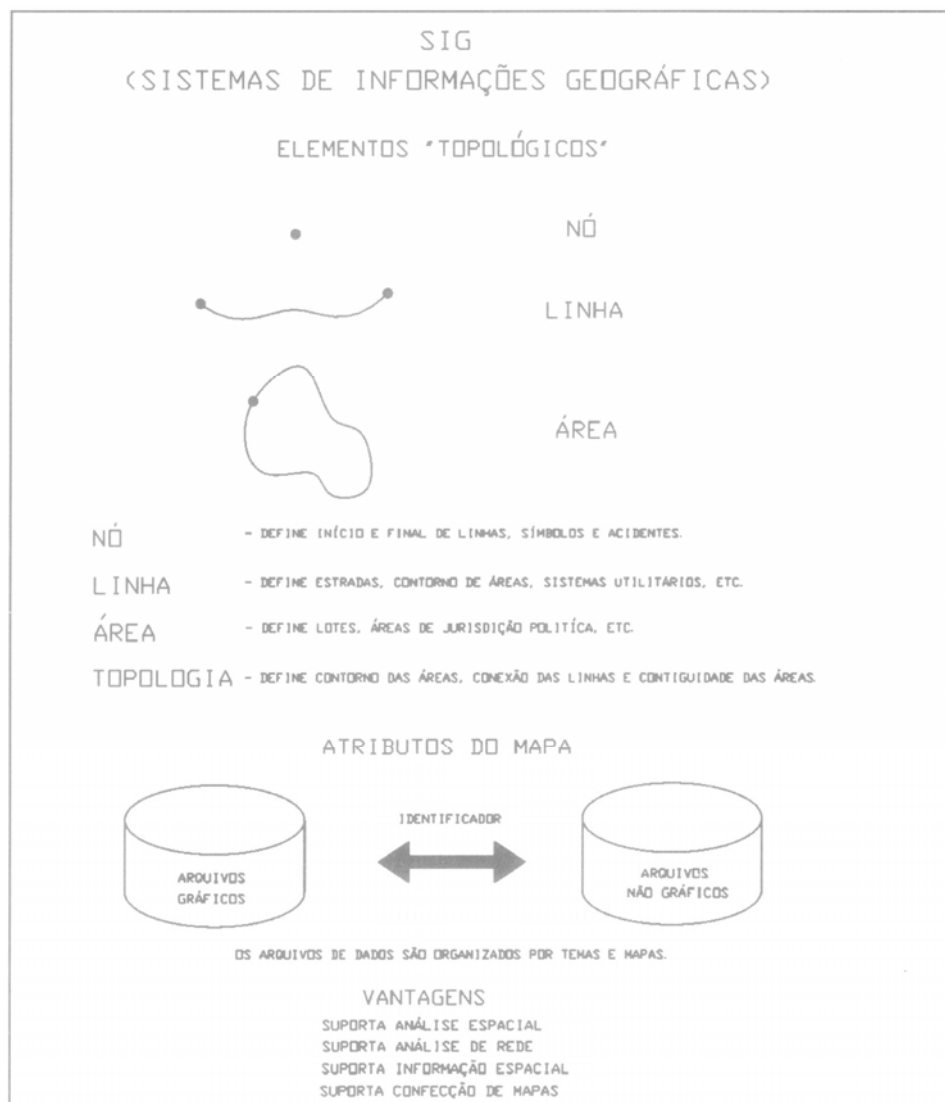 SIG
(SISTEMAS DE INFORMAÇÕES GEOGRÁFICAS)
ELEMENTOS "TOPOLÓGICOS"
NÓ
LINHA
ÁREA
NÓ - DEFINE INÍCIO E FINAL DE LINHAS, SÍMBOLOS E ACIDENTES.
LINHA - DEFINE ESTRADAS, CONTORNO DE ÁREAS, SISTEMAS UTILITÁRIOS, ETC.
ÁREA - DEFINE LOTES, ÁREAS DE JURISDIÇÃO POLITÍCA, ETC.
TOPOLOGIA - DEFINE CONTORNO DAS ÁREAS, CONEXÃO DAS LINHAS E CONTIGUIDADE DAS ÁREAS.
ATRIBUTOS DO MAPA
IDENTIFICADOR
ARQUIVOS
GRÁFICOS
ARQUIVOS
NÃO GRÁFICOS
OS ARQUIVOS DE DADOS SÃO ORGANIZADOS POR TEMAS E MAPAS.
VANTAGENS
SUPORTA ANÁLISE ESPACIAL
SUPORTA ANÁLISE DE REDE
SUPORTA INFORMAÇÃO ESPACIAL
SUPORTA CONFECÇÃO DE MAPAS